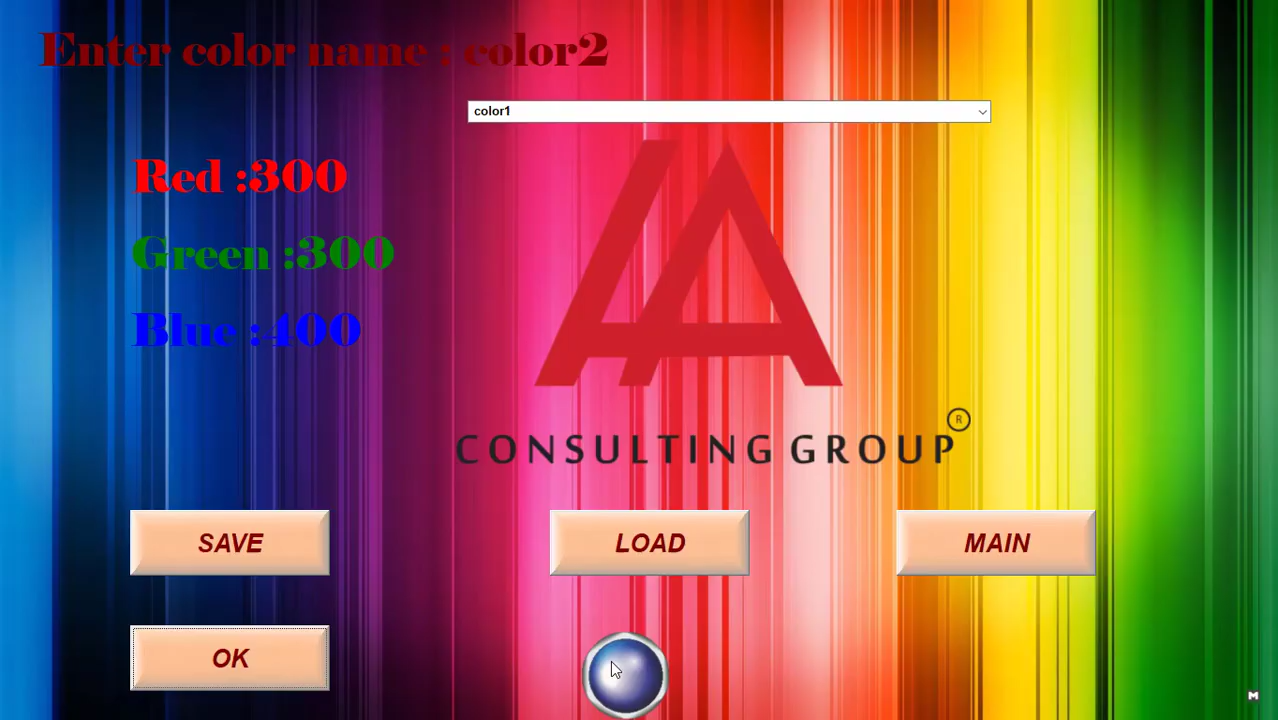 Enter color name : color2
color1
Red :300
Green :300
Blue :400
R
CONSULTING GROUP
SAVE
LOAD
MAIN
OK
M